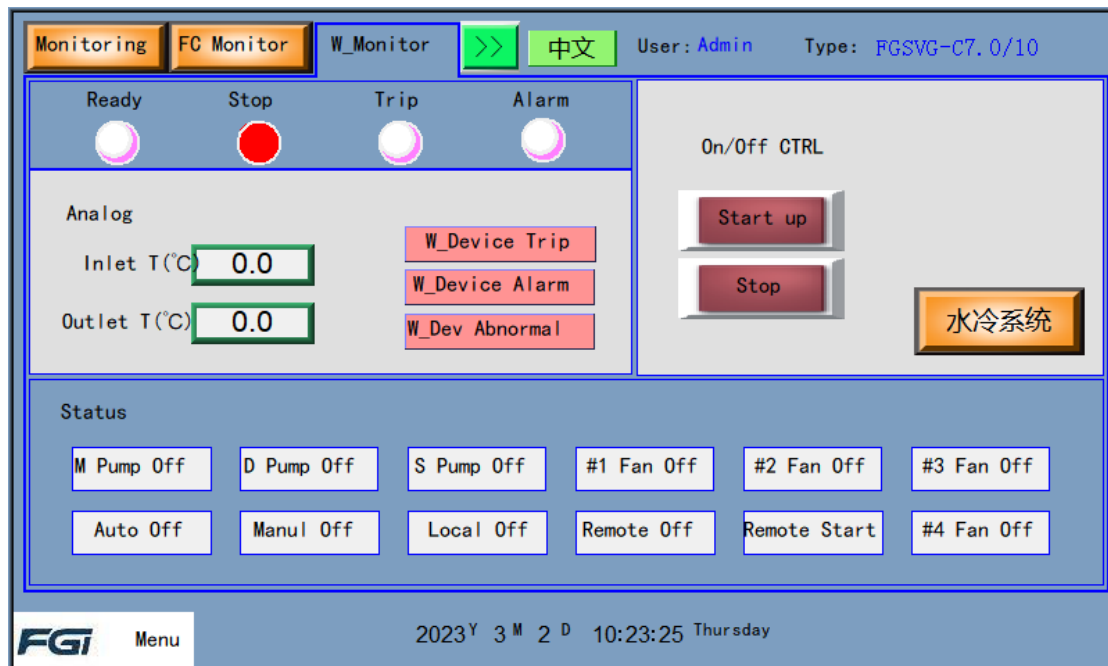 Monitoring FC Monitor W_Monitor >> 中文 User: Admin Type: FGSVG-C7.0/10
Ready Stop Trip Alarm
On/Off CTRL
Analog
Start up
W_Device Trip
Inlet T(℃) 0.0
W_Device Alarm
Stop
Outlet T(℃) 0.0
W_Dev Abnormal
水冷系统
Status
M Pump Off D Pump Off S Pump Off #1 Fan Off #2 Fan Off #3 Fan Off
Auto Off Manul Off Local Off Remote Off Remote Start #4 Fan Off
FGI Menu 2023Y 3M 2D 10:23:25 Thursday